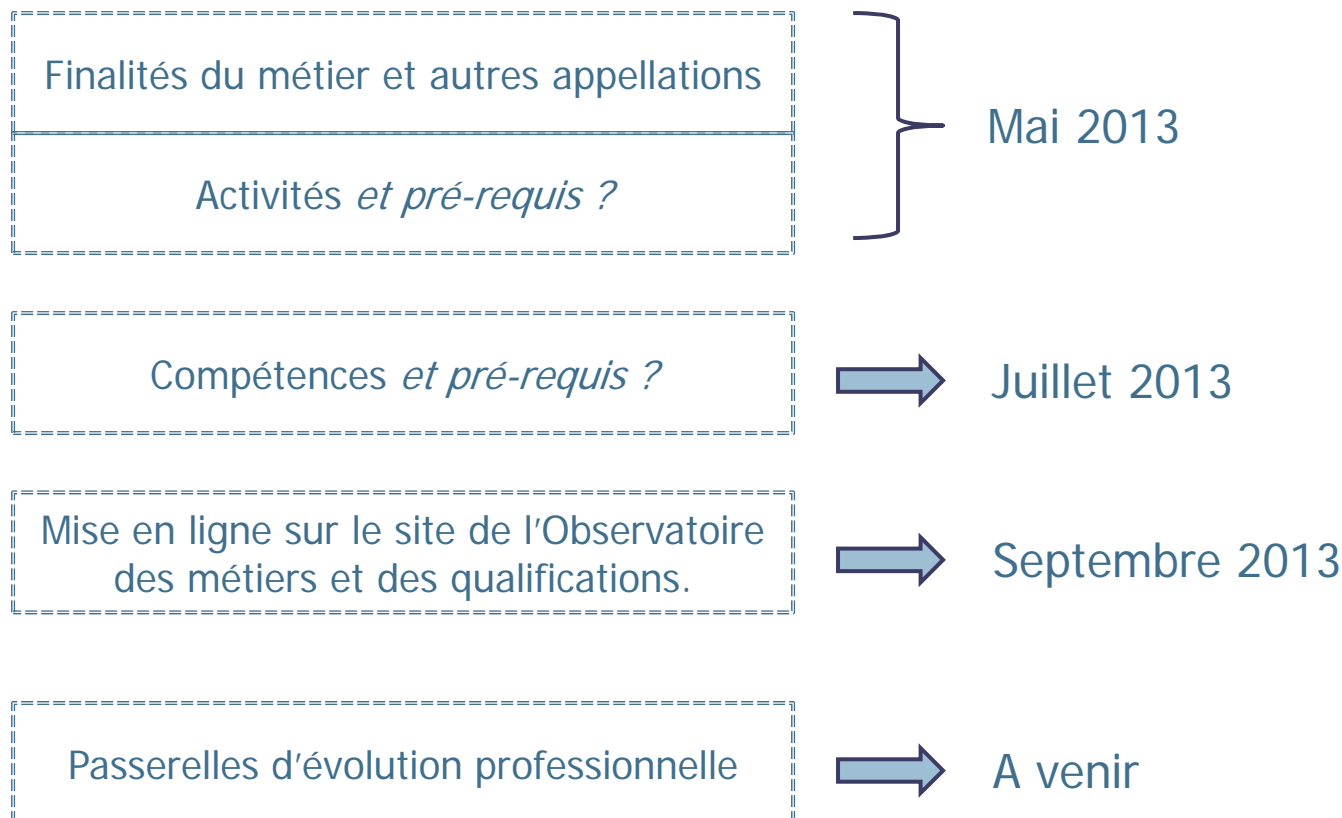 Finalités du métier et autres appellations
Activités et pré-requis ?
Mai 2013
Compétences et pré-requis ?
Juillet 2013
Mise en ligne sur le site de l'Observatoire
des métiers et des qualifications.
Septembre 2013
Passerelles d'évolution professionnelle
A venir